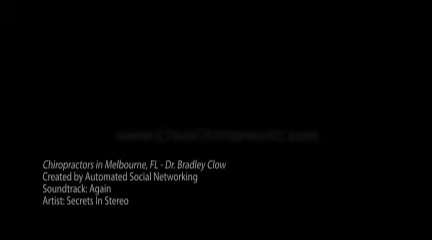 Chiropractors in Melbourne, FL - Dr. Bradley Clow
Created by Automated Social Networking
Soundtrack: Again
Artist: Secrets In Stereo